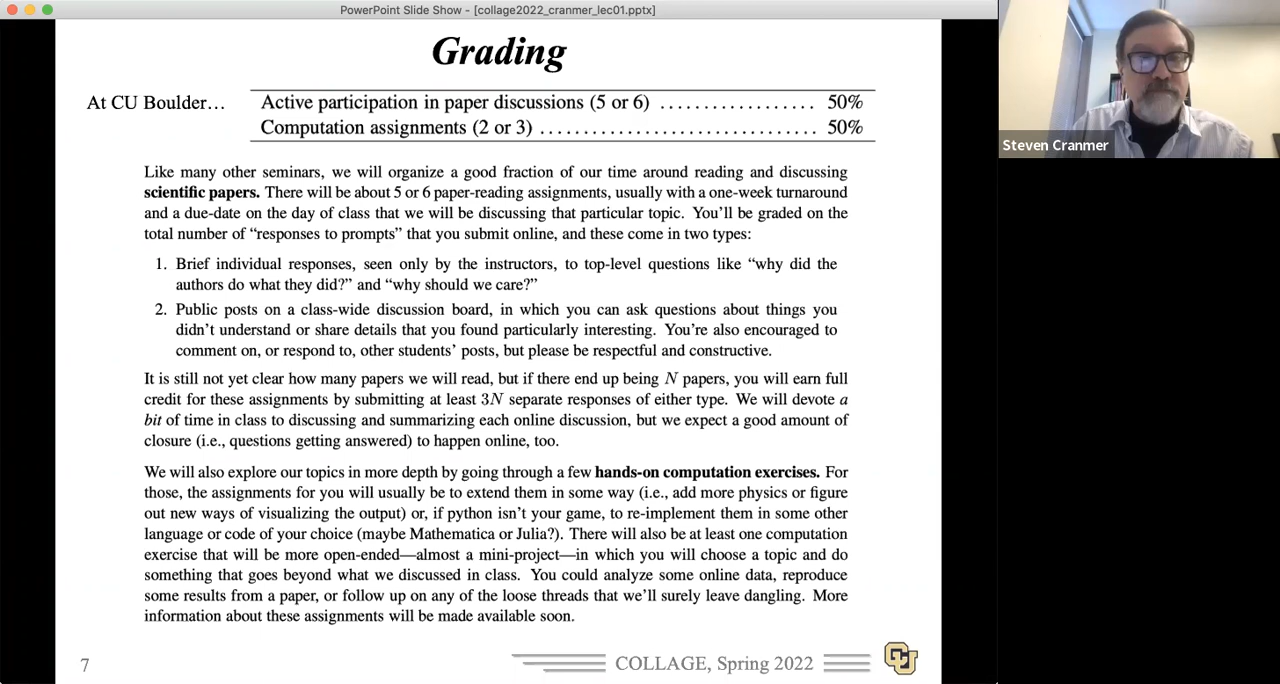 PowerPoint Slide Show - [collage2022_cranmer_lec01.pptx]
Grading
At CU Boulder…
Active participation in paper discussions (5 or 6) .................. 50%
Computation assignments (2 or 3) ................................ 50%
Like many other seminars, we will organize a good fraction of our time around reading and discussing
scientific papers. There will be about 5 or 6 paper-reading assignments, usually with a one-week turnaround
and a due-date on the day of class that we will be discussing that particular topic. You’ll be graded on the
total number of “responses to prompts” that you submit online, and these come in two types:
1. Brief individual responses, seen only by the instructors, to top-level questions like “why did the
authors do what they did?” and “why should we care?”
2. Public posts on a class-wide discussion board, in which you can ask questions about things you
didn’t understand or share details that you found particularly interesting. You’re also encouraged to
comment on, or respond to, other students’ posts, but please be respectful and constructive.
It is still not yet clear how many papers we will read, but if there end up being N papers, you will earn full
credit for these assignments by submitting at least 3N separate responses of either type. We will devote a
bit of time in class to discussing and summarizing each online discussion, but we expect a good amount of
closure (i.e., questions getting answered) to happen online, too.
We will also explore our topics in more depth by going through a few hands-on computation exercises. For
those, the assignments for you will usually be to extend them in some way (i.e., add more physics or figure
out new ways of visualizing the output) or, if python isn’t your game, to re-implement them in some other
language or code of your choice (maybe Mathematica or Julia?). There will also be at least one computation
exercise that will be more open-ended—almost a mini-project—in which you will choose a topic and do
something that goes beyond what we discussed in class. You could analyze some online data, reproduce
some results from a paper, or follow up on any of the loose threads that we’ll surely leave dangling. More
information about these assignments will be made available soon.
7
COLLAGE, Spring 2022
CU
Steven Cranmer